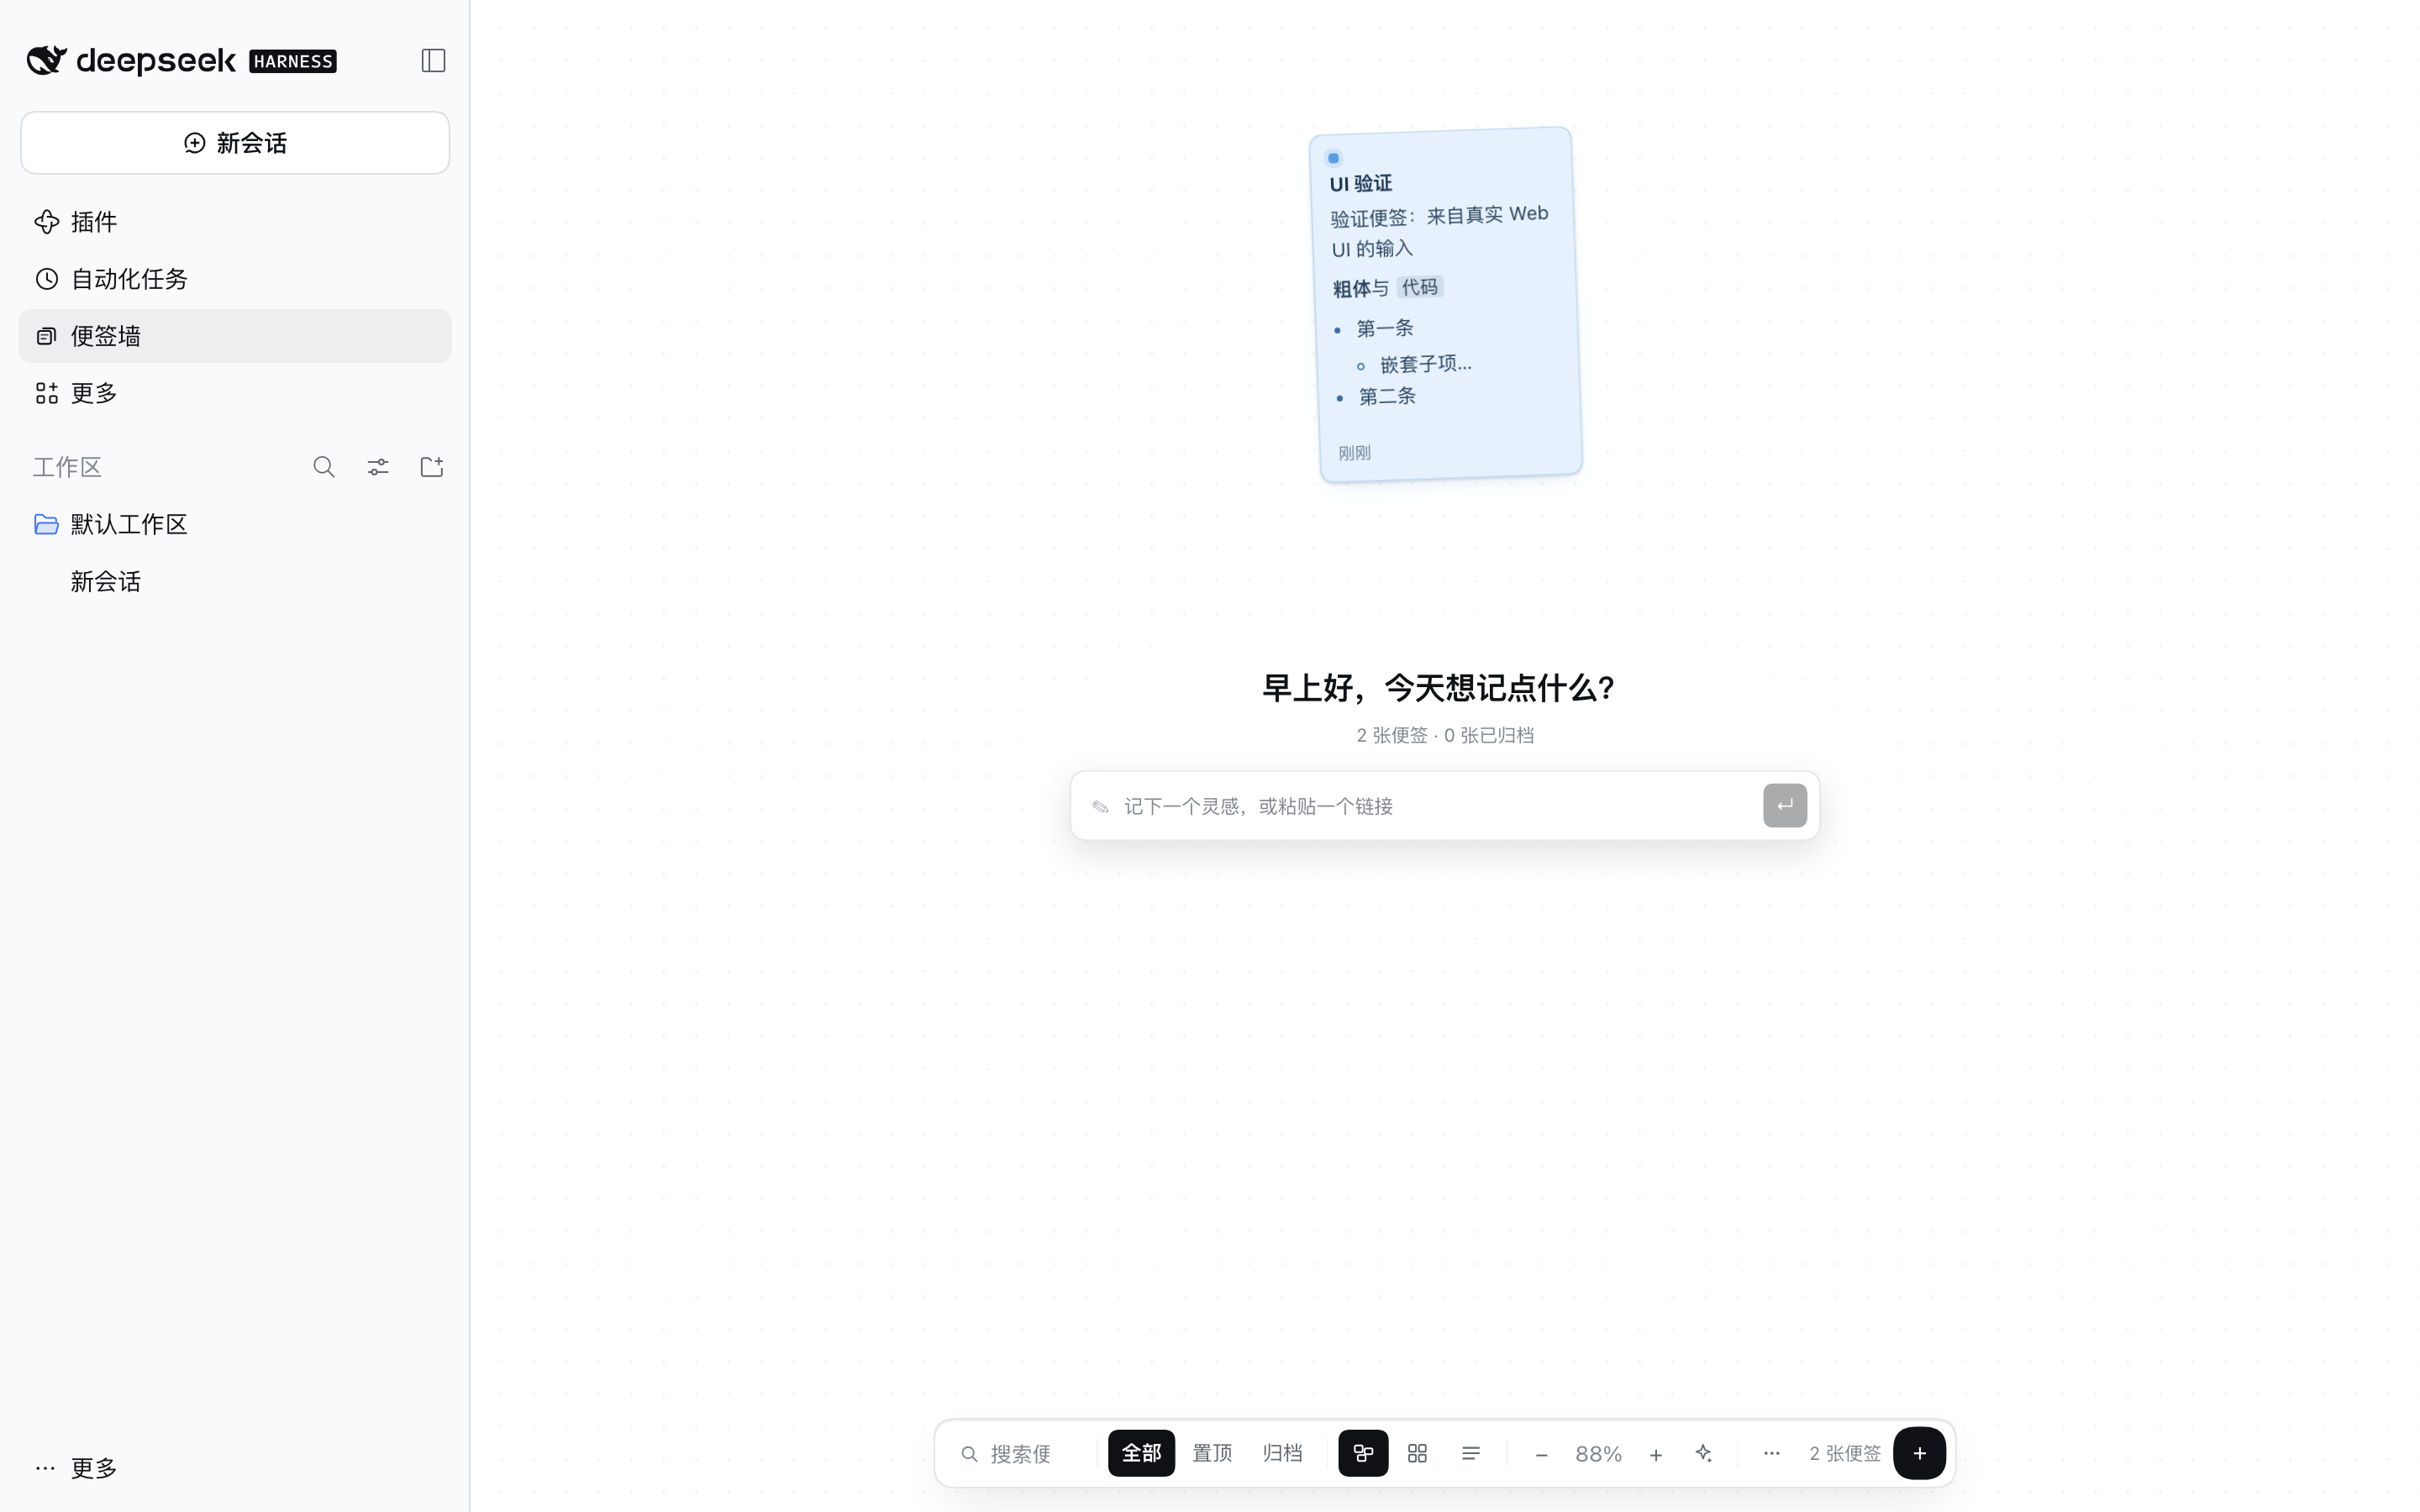 deepseek HARNESS
新会话
插件
自动化任务
便签墙
更多
工作区
默认工作区
新会话
更多
UI 验证
验证便签：来自真实 Web
UI 的输入
粗体与 代码
• 第一条
◦ 嵌套子项...
• 第二条
刚刚
早上好，今天想记点什么?
2 张便签 · 0 张已归档
记下一个灵感，或粘贴一个链接
搜索便 全部 置顶 归档 − 88% + ··· 2 张便签 +